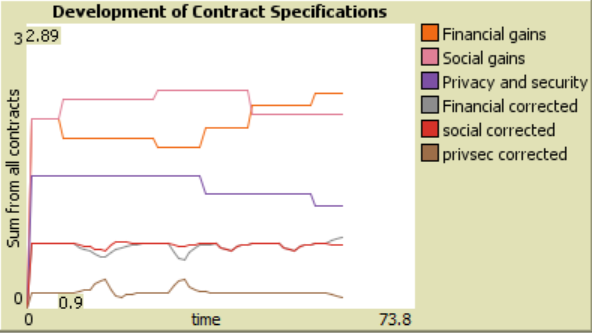 Development of Contract Specifications
3
2.89
Sum from all contracts
0
0.9
0
time
73.8
Financial gains
Social gains
Privacy and security
Financial corrected
social corrected
privsec corrected